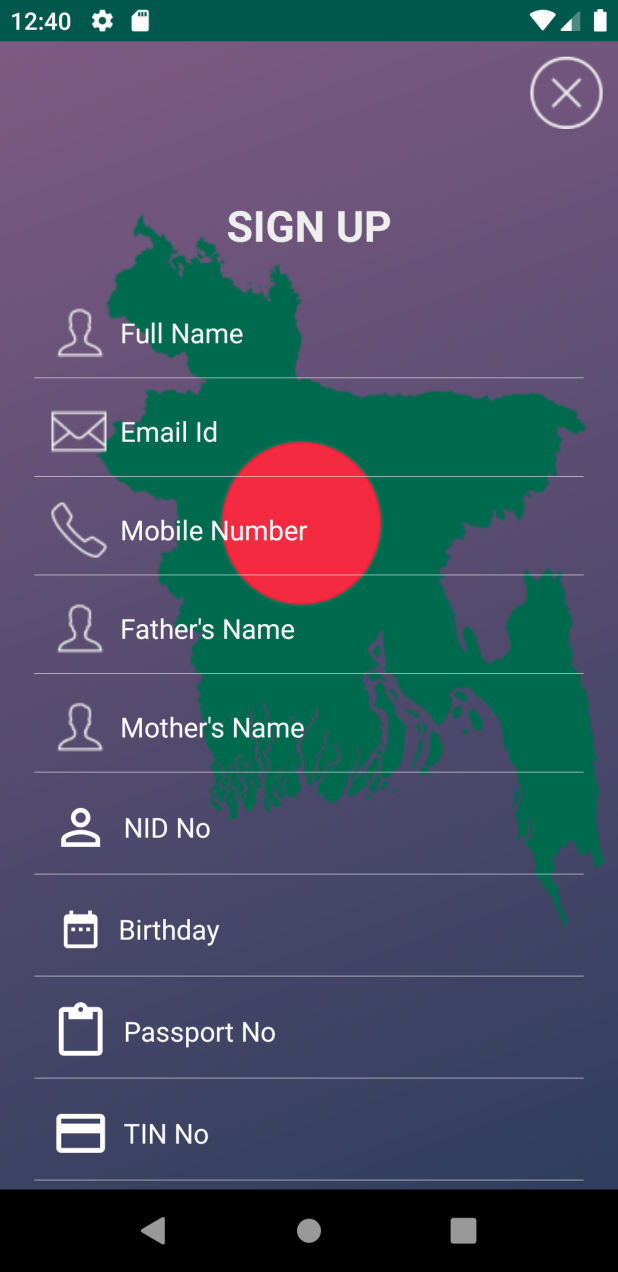 12:40
SIGN UP
Full Name
Email Id
Mobile Number
Father's Name
Mother's Name
NID No
Birthday
Passport No
TIN No